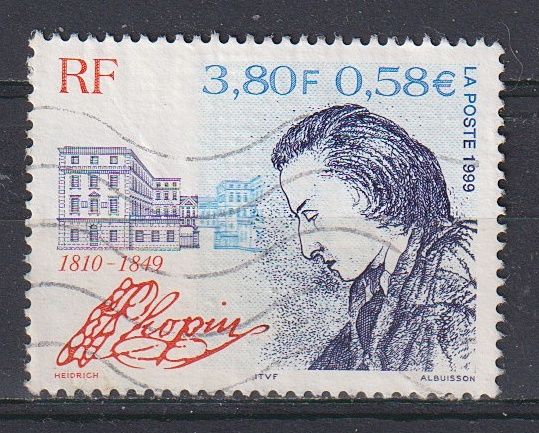 RF
3,80F 0,58€
LA POSTE 1999
1810-1849
Chopin
HEIDRICH ITVF ALBUISSON